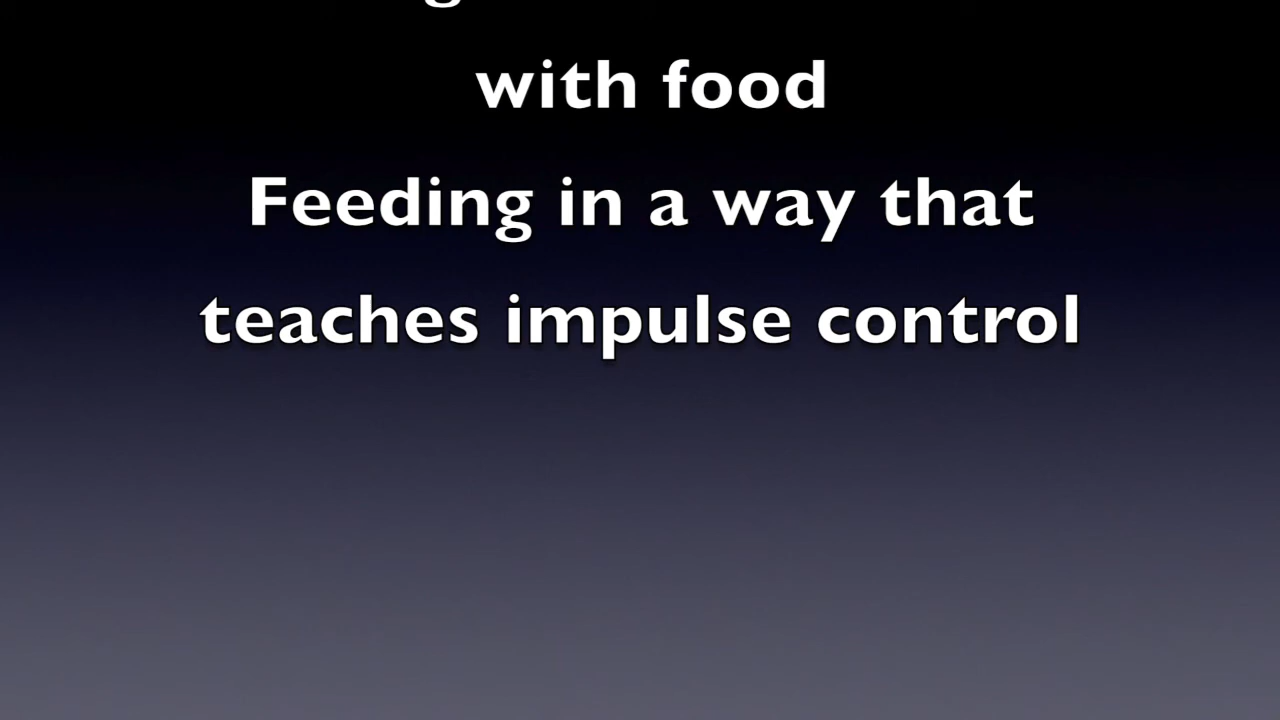 with food
Feeding in a way that
teaches impulse control